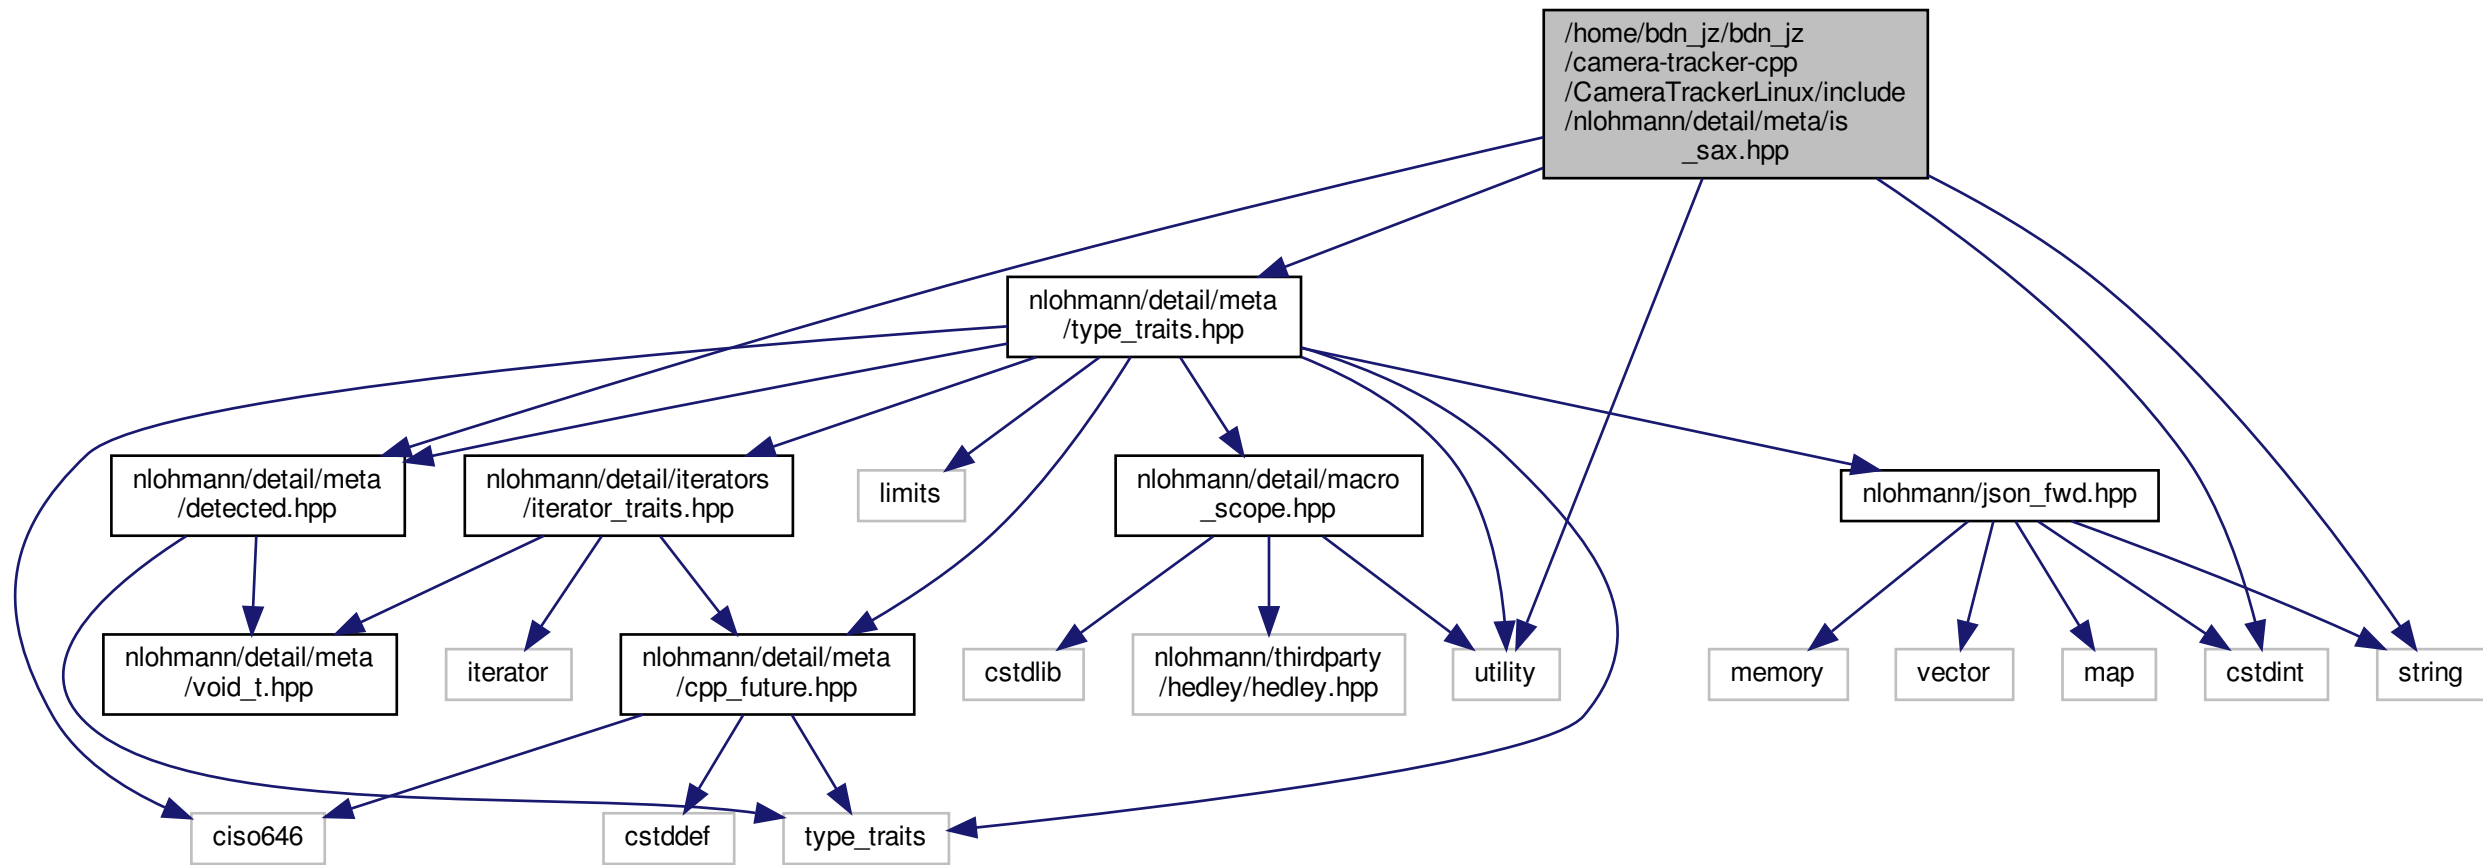 /home/bdn_jz/bdn_jz
/camera-tracker-cpp
/CameraTrackerLinux/include
/nlohmann/detail/meta/is
_sax.hpp
nlohmann/detail/meta
/type_traits.hpp
nlohmann/detail/meta
/detected.hpp
nlohmann/detail/iterators
/iterator_traits.hpp
limits
nlohmann/detail/macro
_scope.hpp
nlohmann/json_fwd.hpp
nlohmann/detail/meta
/void_t.hpp
iterator
nlohmann/detail/meta
/cpp_future.hpp
cstdlib
nlohmann/thirdparty
/hedley/hedley.hpp
utility
memory
vector
map
cstdint
string
ciso646
cstddef
type_traits